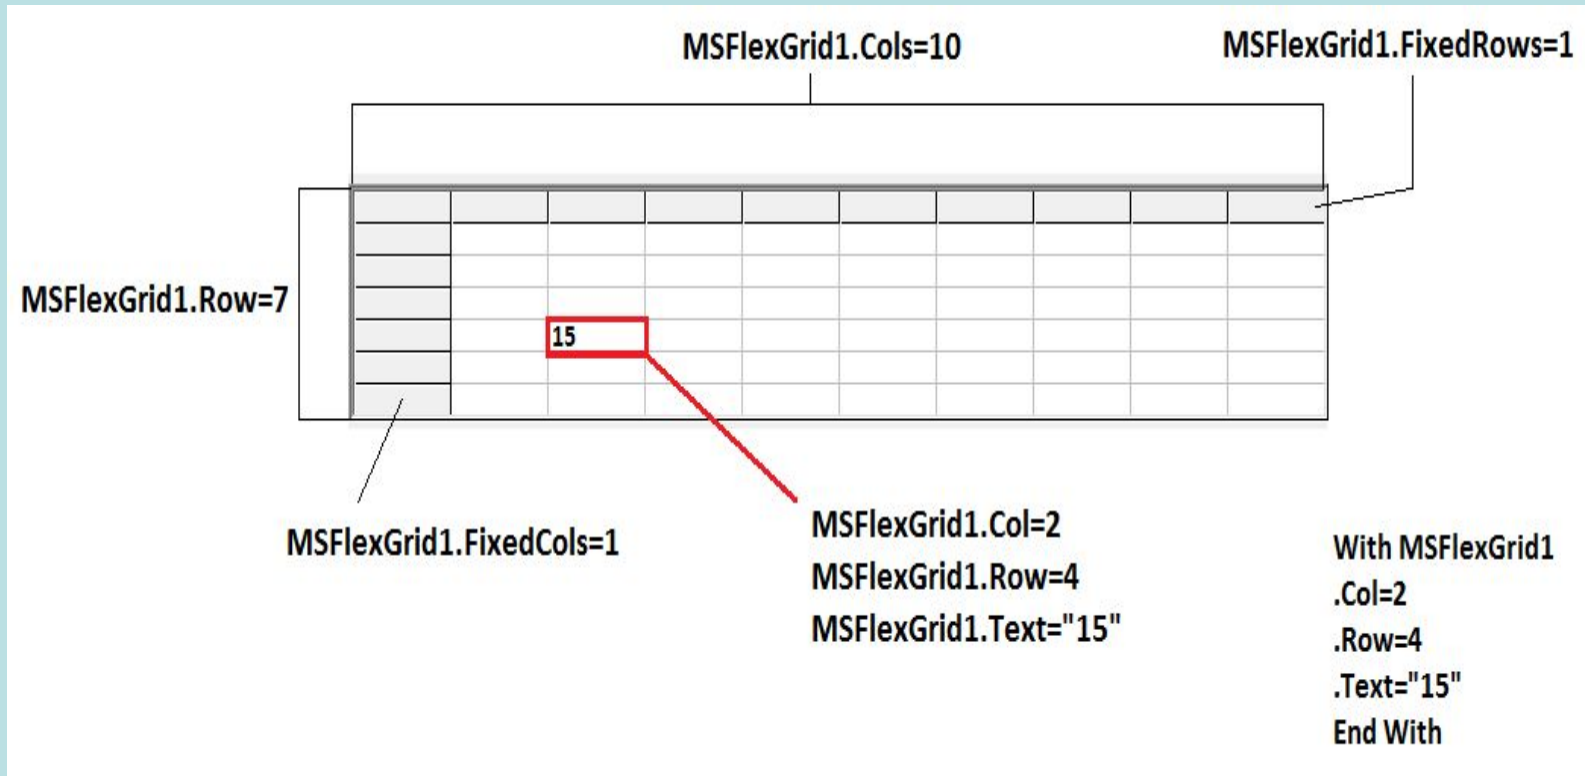 MSFlexGrid1.Cols=10
MSFlexGrid1.FixedRows=1
MSFlexGrid1.Row=7
15
MSFlexGrid1.FixedCols=1
MSFlexGrid1.Col=2
MSFlexGrid1.Row=4
MSFlexGrid1.Text="15"
With MSFlexGrid1
.Col=2
.Row=4
.Text="15"
End With